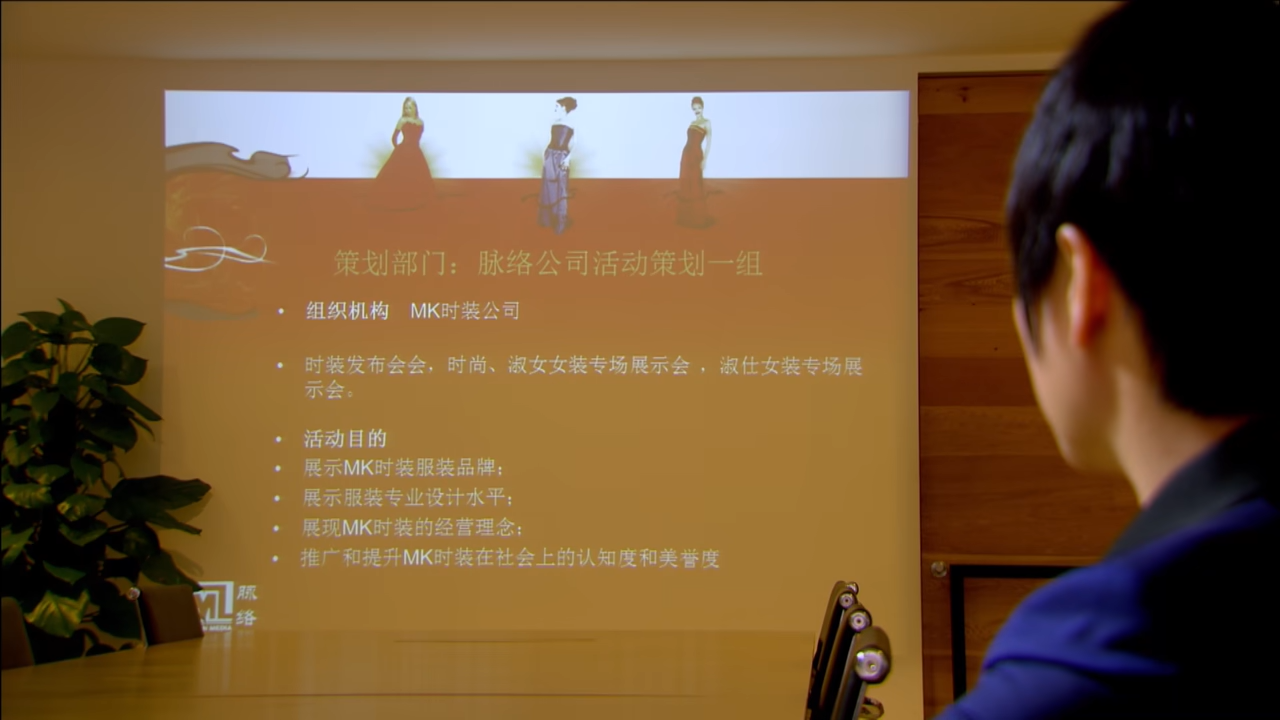 策划部门：脉络公司活动策划一组
• 组织机构 MK时装公司
• 时装发布会会，时尚、淑女女装专场展示会 ，淑仕女装专场展
示会。
• 活动目的
• 展示MK时装服装品牌；
• 展示服装专业设计水平；
• 展现MK时装的经营理念；
• 推广和提升MK时装在社会上的认知度和美誉度
ML
脉
络
MEDIA